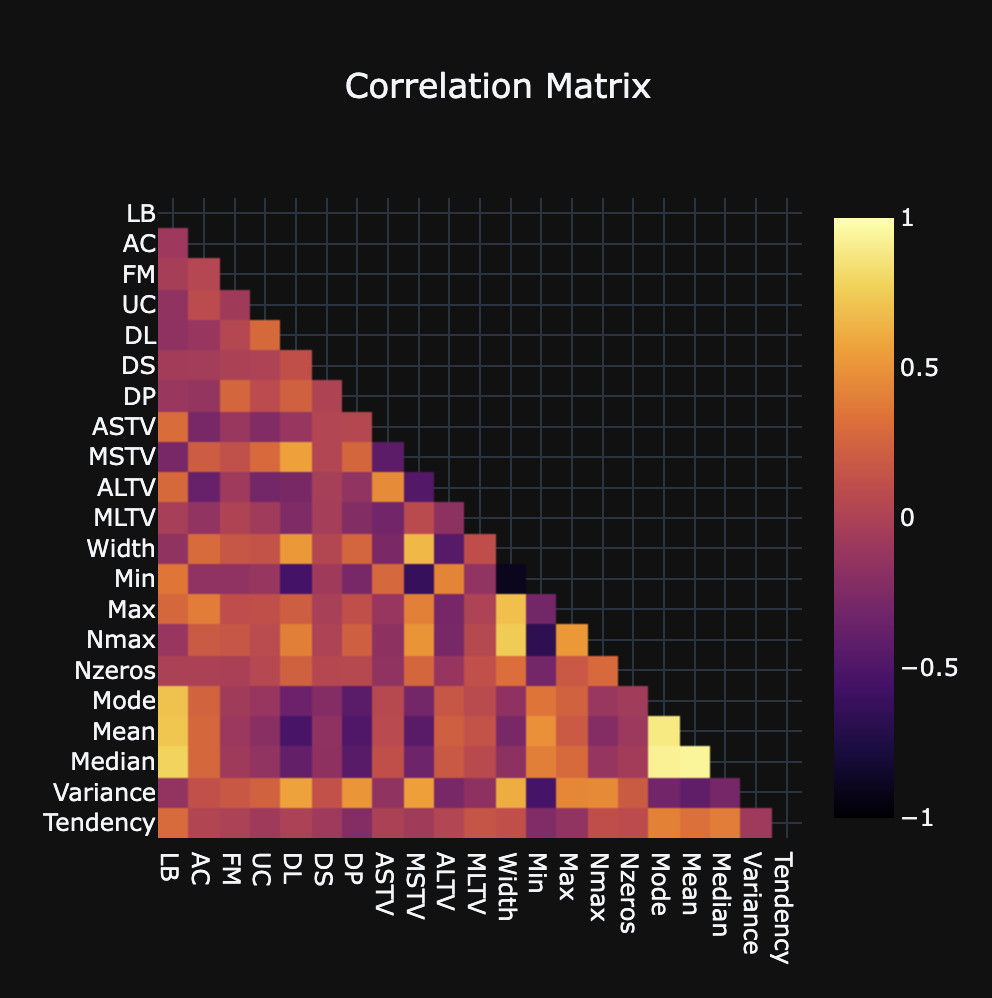 Correlation Matrix
LB
AC
FM
UC
DL
DS
DP
ASTV
MSTV
ALTV
MLTV
Width
Min
Max
Nmax
Nzeros
Mode
Mean
Median
Variance
Tendency
LB
AC
FM
UC
DL
DS
DP
ASTV
MSTV
ALTV
MLTV
Width
Min
Max
Nmax
Nzeros
Mode
Mean
Median
Variance
Tendency
1
0.5
0
−0.5
−1